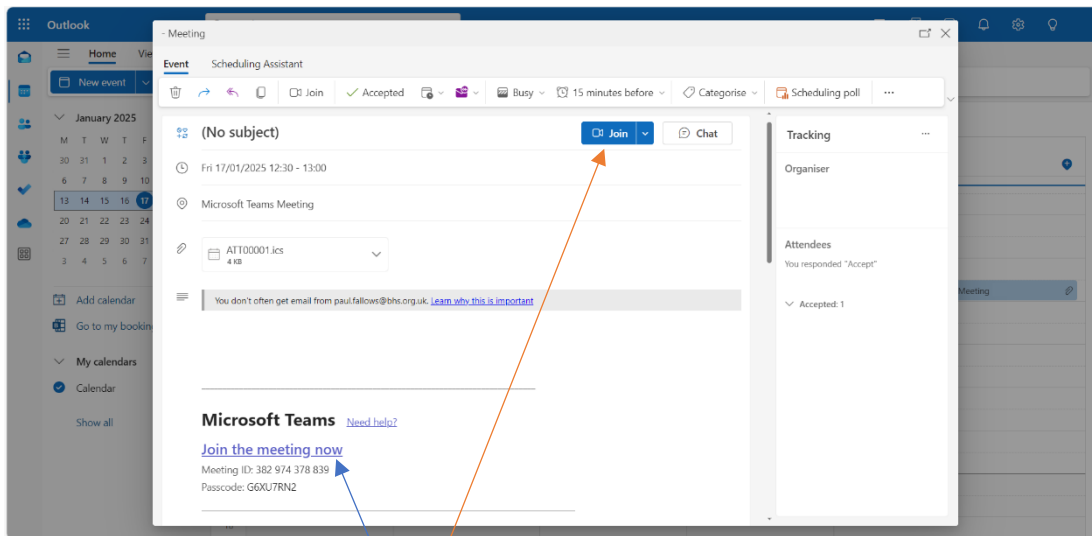 Outlook
Home Vie
New event
January 2025
M T W T F
30 31 1 2 3
6 7 8 9 10
13 14 15 16 17
20 21 22 23 24
27 28 29 30 31
3 4 5 6 7
Add calendar
Go to my bookin
My calendars
Calendar
Show all
- Meeting
Event Scheduling Assistant
Join Accepted Busy 15 minutes before Categorise Scheduling poll ...
(No subject) Join Chat
Fri 17/01/2025 12:30 - 13:00
Microsoft Teams Meeting
ATT00001.ics
4 KB
You don't often get email from paul.fallows@bhs.org.uk. Learn why this is important
Microsoft Teams Need help?
Join the meeting now
Meeting ID: 382 974 378 839
Passcode: G6XU7RN2
Tracking ...
Organiser
Attendees
You responded "Accept"
Accepted: 1
Meeting